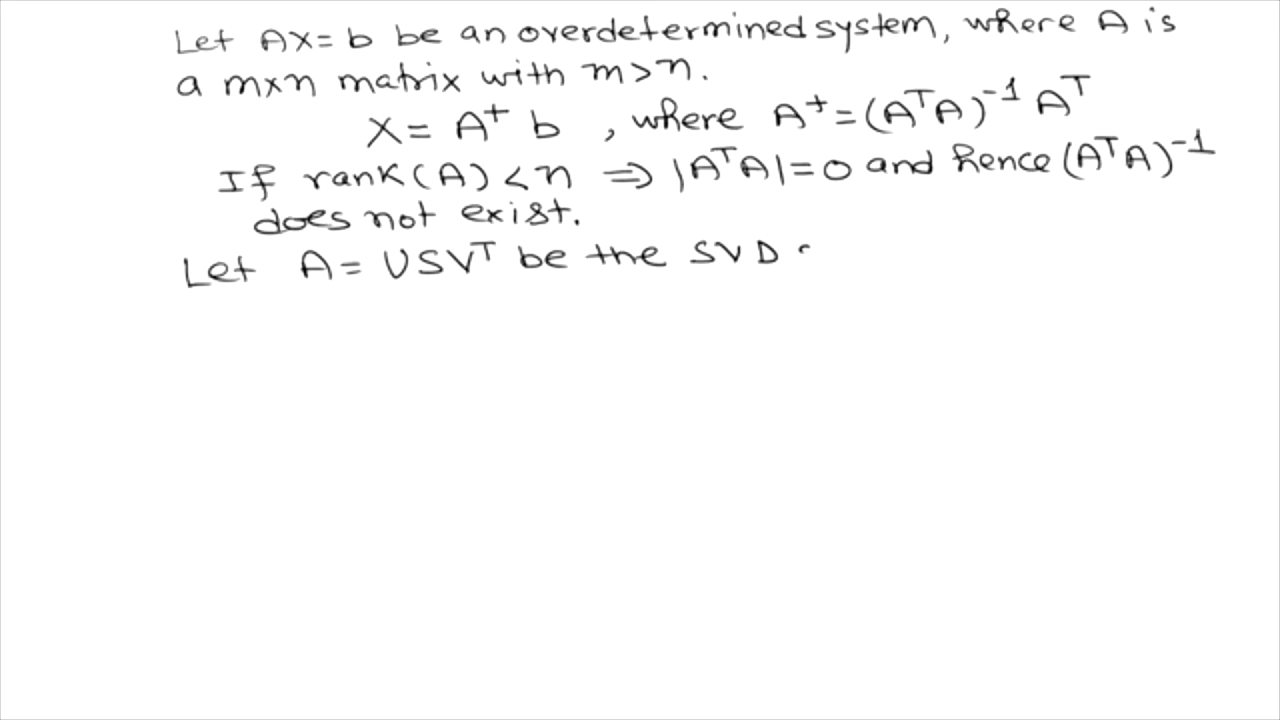 Let AX = b be an overdetermined system, where A is
a m×n matrix with m>n.
X = A⁺ b , where A⁺ = (AᵀA)⁻¹ Aᵀ
If rank(A) < n ⇒ |AᵀA| = 0 and hence (AᵀA)⁻¹
does not exist.
Let A = USVᵀ be the SVD